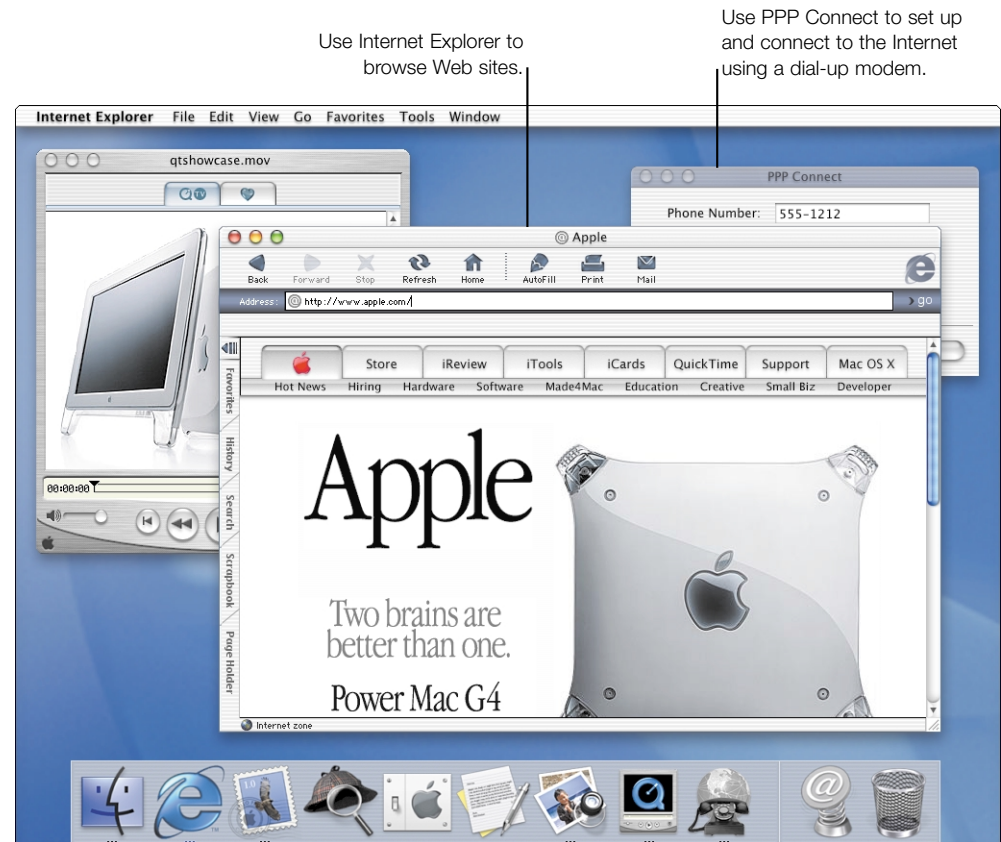 Use Internet Explorer to
browse Web sites.
Use PPP Connect to set up
and connect to the Internet
using a dial-up modem.
Internet Explorer File Edit View Go Favorites Tools Window
qtshowcase.mov
TV
00:00:00
PPP Connect
Phone Number: 555-1212
@ Apple
Back Forward Stop Refresh Home AutoFill Print Mail
Address: @ http://www.apple.com/ go
Favorites
History
Search
Scrapbook
Page Holder
Store iReview iTools iCards QuickTime Support Mac OS X
Hot News Hiring Hardware Software Made4Mac Education Creative Small Biz Developer
Apple
Two brains are
better than one.
Power Mac G4
Internet zone
1.0
TM
@